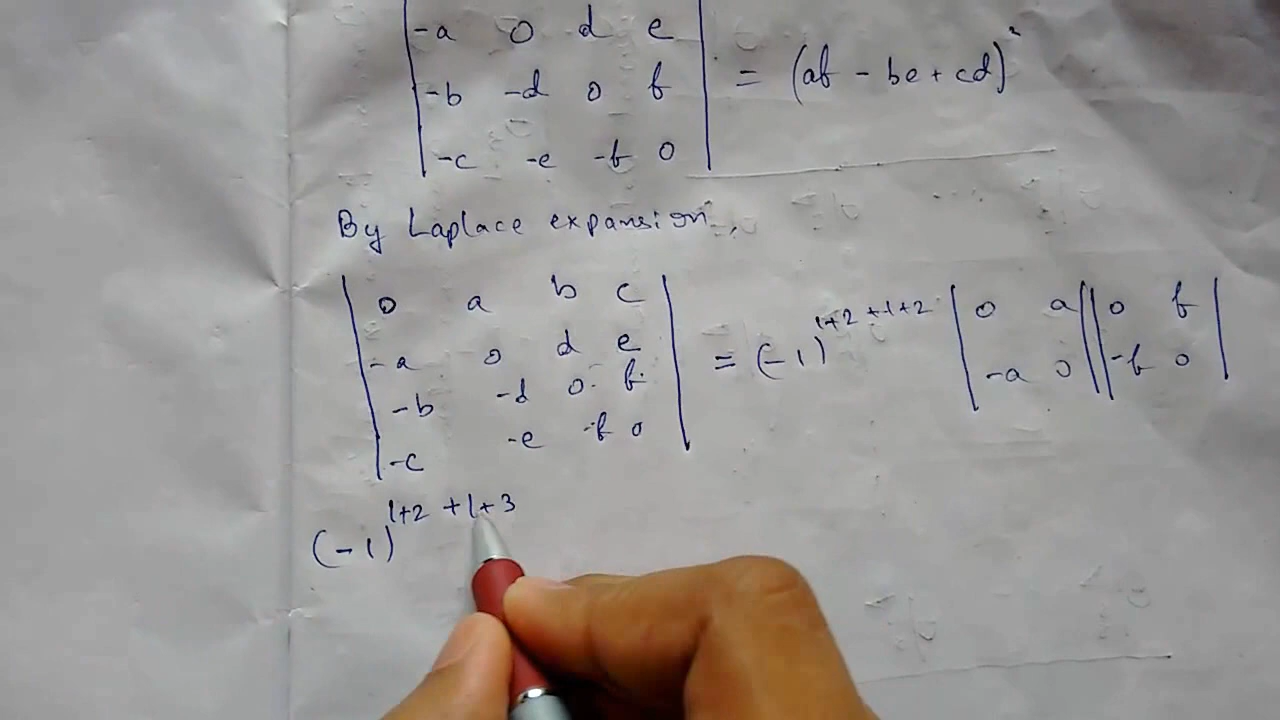 -a 0 d e
-b -d 0 f = (af - be + cd)²
-c -e -f 0
By Laplace expansion,
0 a b c
-a 0 d e = (-1)^1+2+1+2 |0 a| |0 f|
-b -d 0 f |-a 0| |-f 0|
-c -e -f 0
(-1)^1+2+1+3